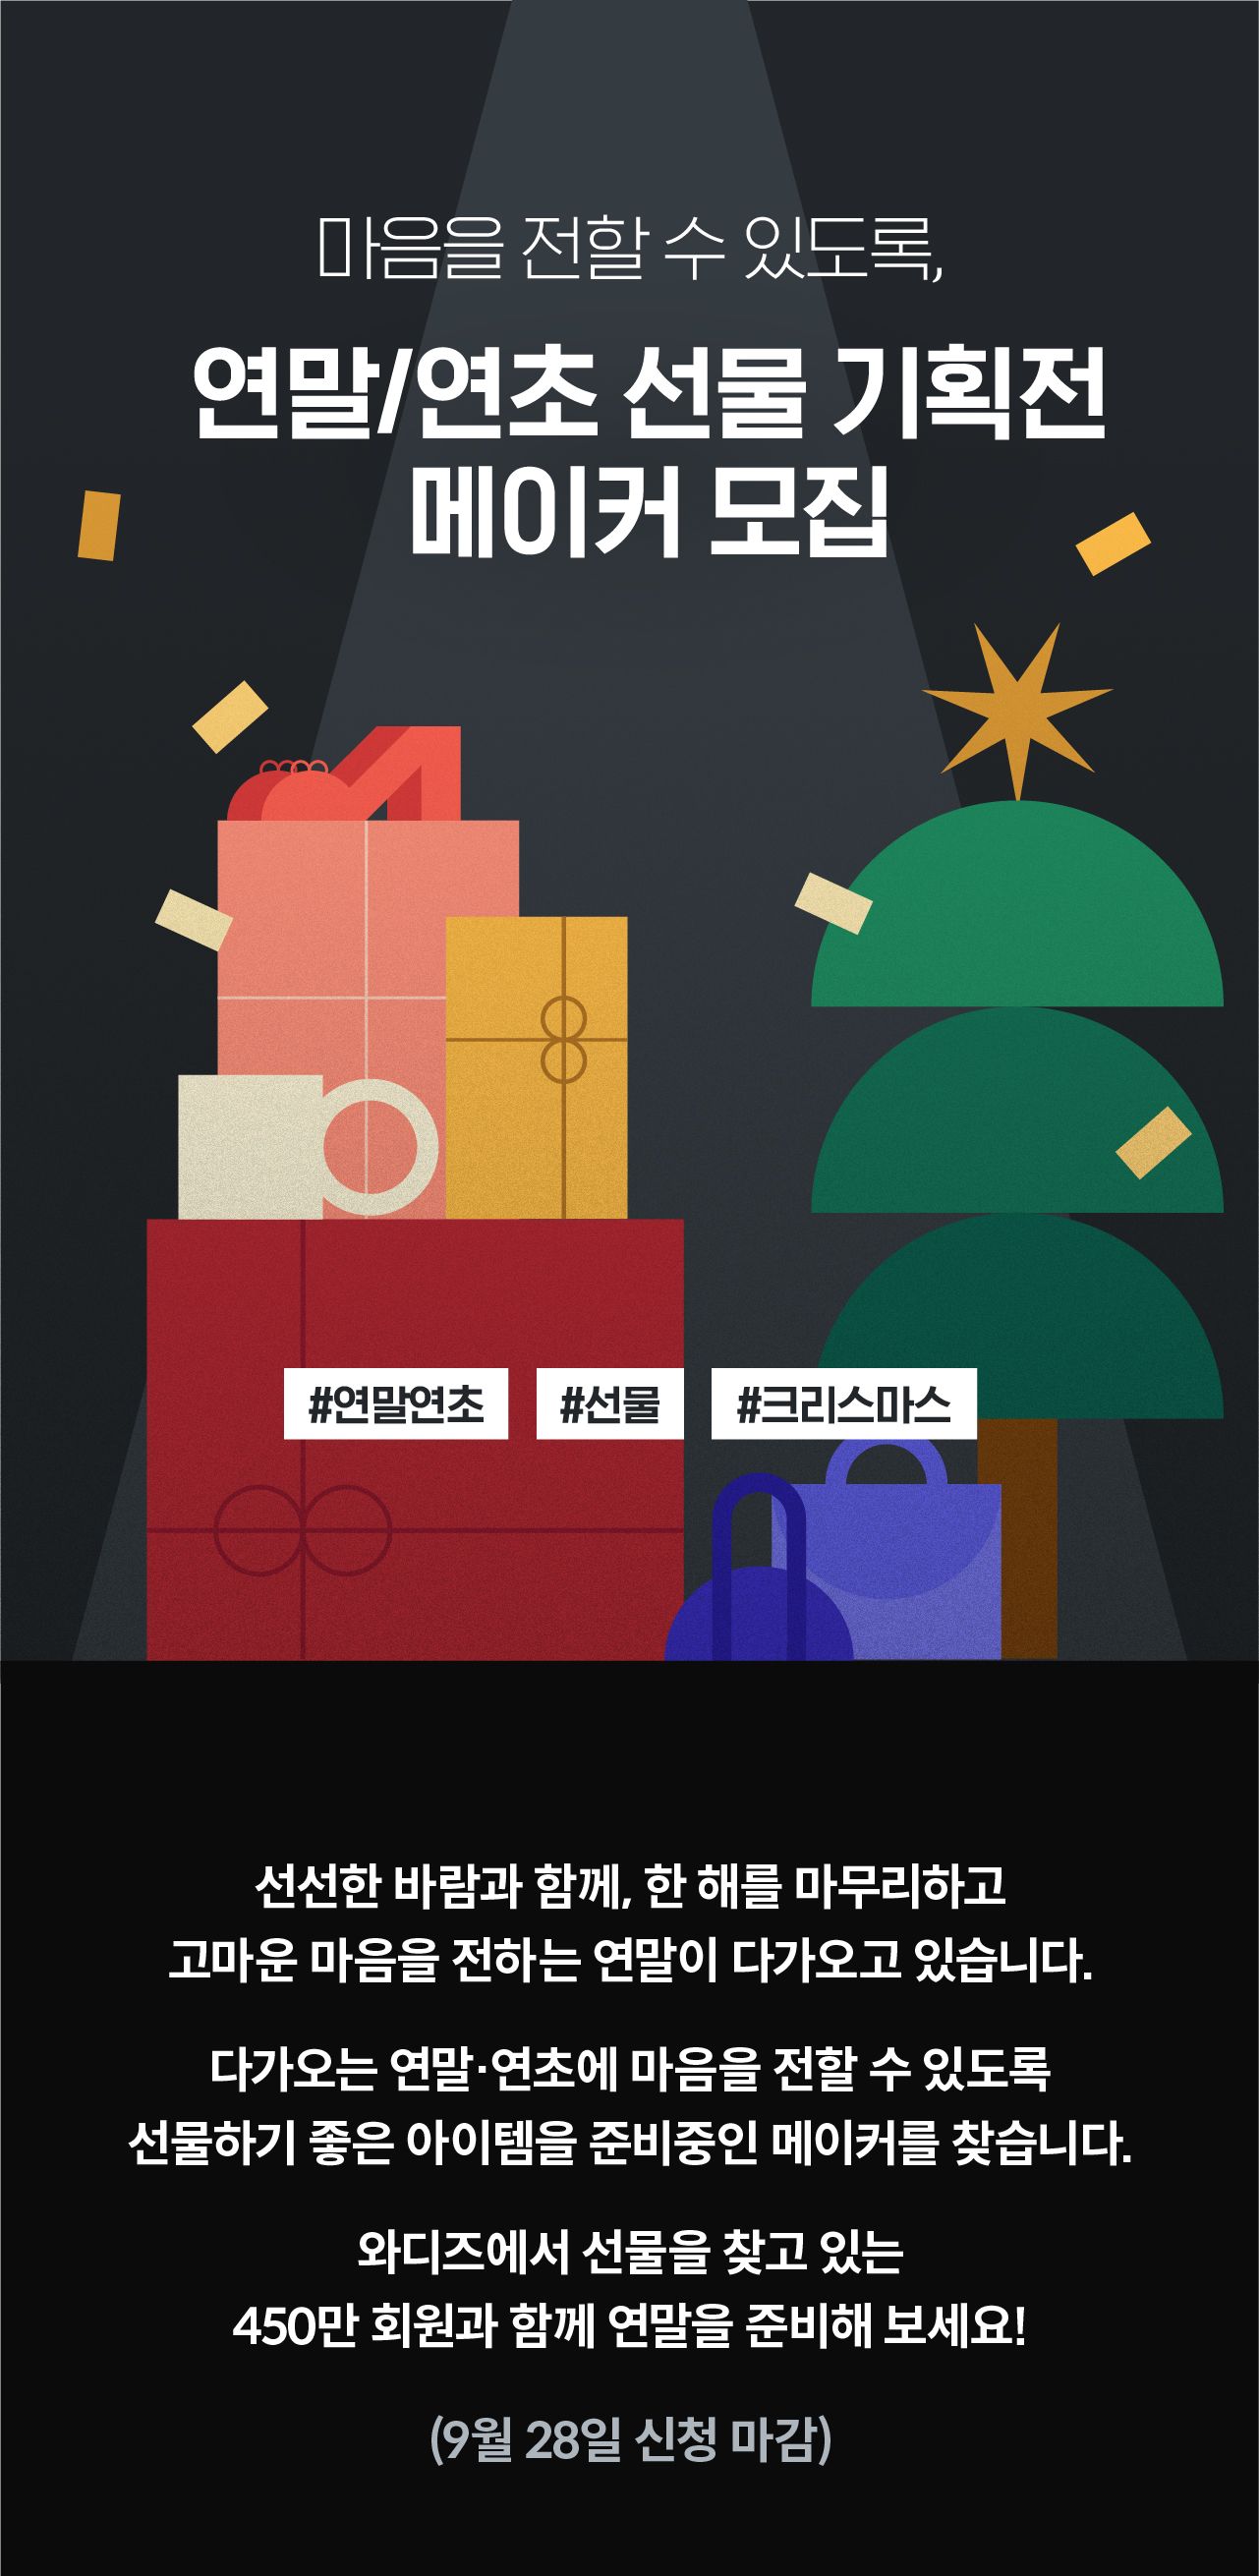 마음을 전할 수 있도록,
연말/연초 선물 기획전
메이커 모집
#연말연초 #선물 #크리스마스
선선한 바람과 함께, 한 해를 마무리하고
고마운 마음을 전하는 연말이 다가오고 있습니다.
다가오는 연말·연초에 마음을 전할 수 있도록
선물하기 좋은 아이템을 준비중인 메이커를 찾습니다.
와디즈에서 선물을 찾고 있는
450만 회원과 함께 연말을 준비해 보세요!
(9월 28일 신청 마감)